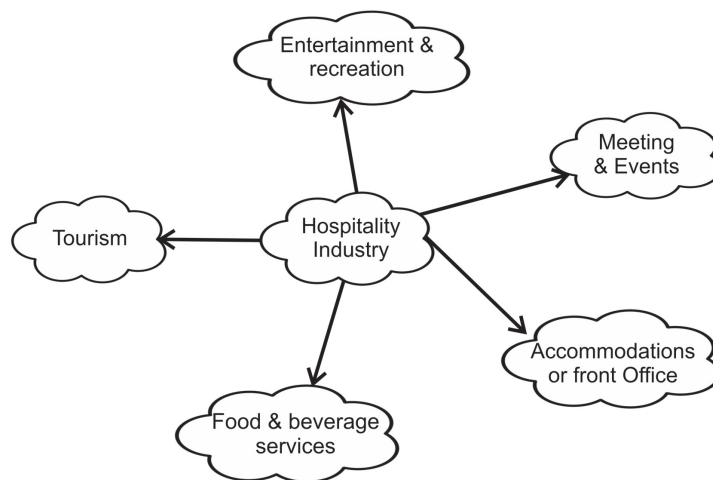 Entertainment &
recreation
Meeting
& Events
Hospitality
Industry
Tourism
Accommodations
or front Office
Food & beverage
services